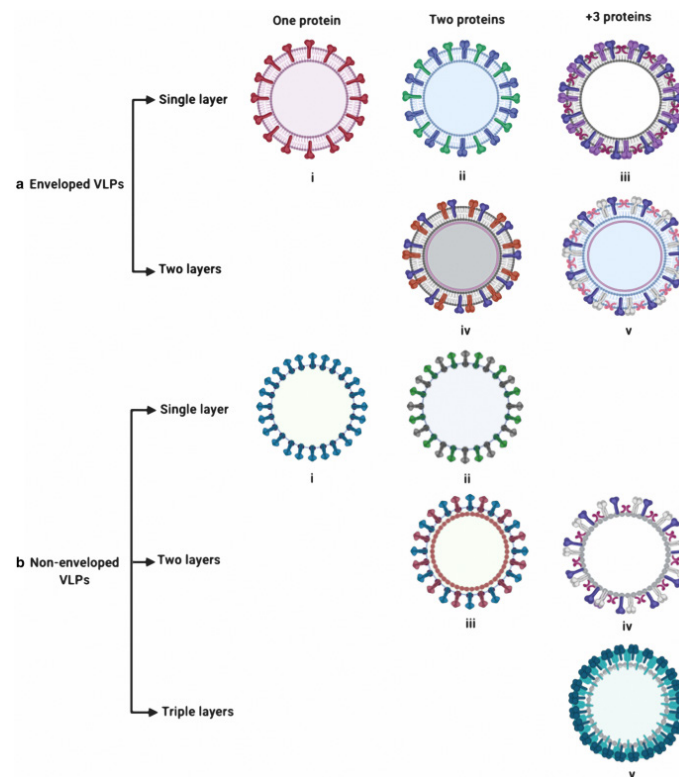 One protein
Two proteins
+3 proteins
Single layer
i
ii
iii
a Enveloped VLPs
Two layers
iv
v
Single layer
i
ii
b Non-enveloped
VLPs
Two layers
iii
iv
Triple layers
v